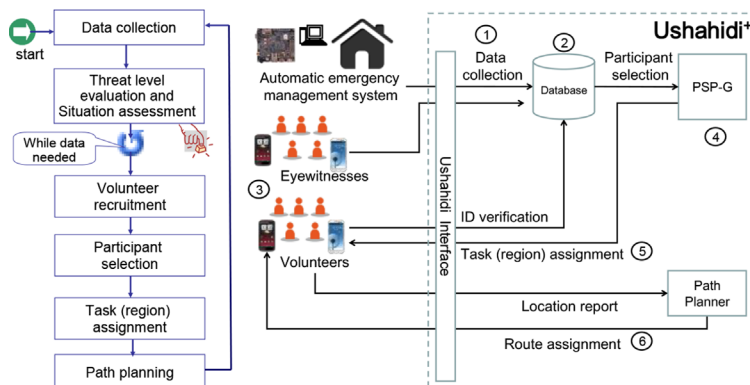 start
Data collection
Threat level
evaluation and
Situation assessment
While data
needed
Volunteer
recruitment
Participant
selection
Task (region)
assignment
Path planning
Ushahidi+
Automatic emergency
management system
1
Data
collection
2
Database
Participant
selection
PSP-G
4
Eyewitnesses
3
Volunteers
Ushahidi Interface
ID verification
Task (region) assignment
5
Location report
Path
Planner
Route assignment
6